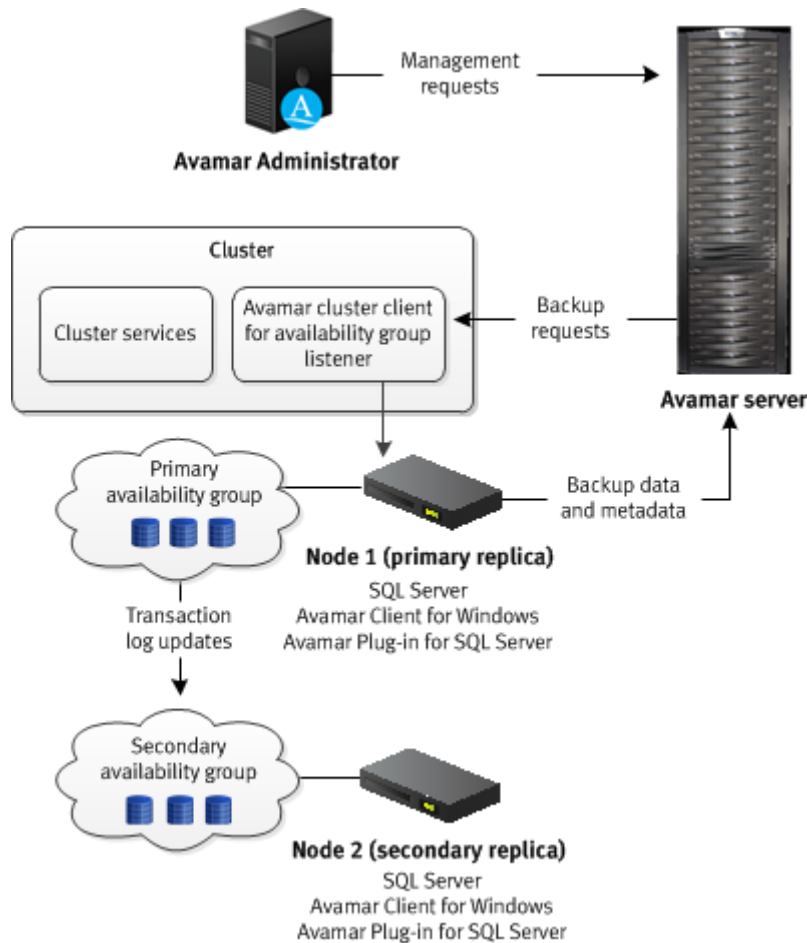 Management
requests
A
Avamar Administrator
Cluster
Cluster services
Avamar cluster client
for availability group
listener
Backup
requests
Avamar server
Primary
availability group
Backup data
and metadata
Node 1 (primary replica)
SQL Server
Avamar Client for Windows
Avamar Plug-in for SQL Server
Transaction
log updates
Secondary
availability group
Node 2 (secondary replica)
SQL Server
Avamar Client for Windows
Avamar Plug-in for SQL Server